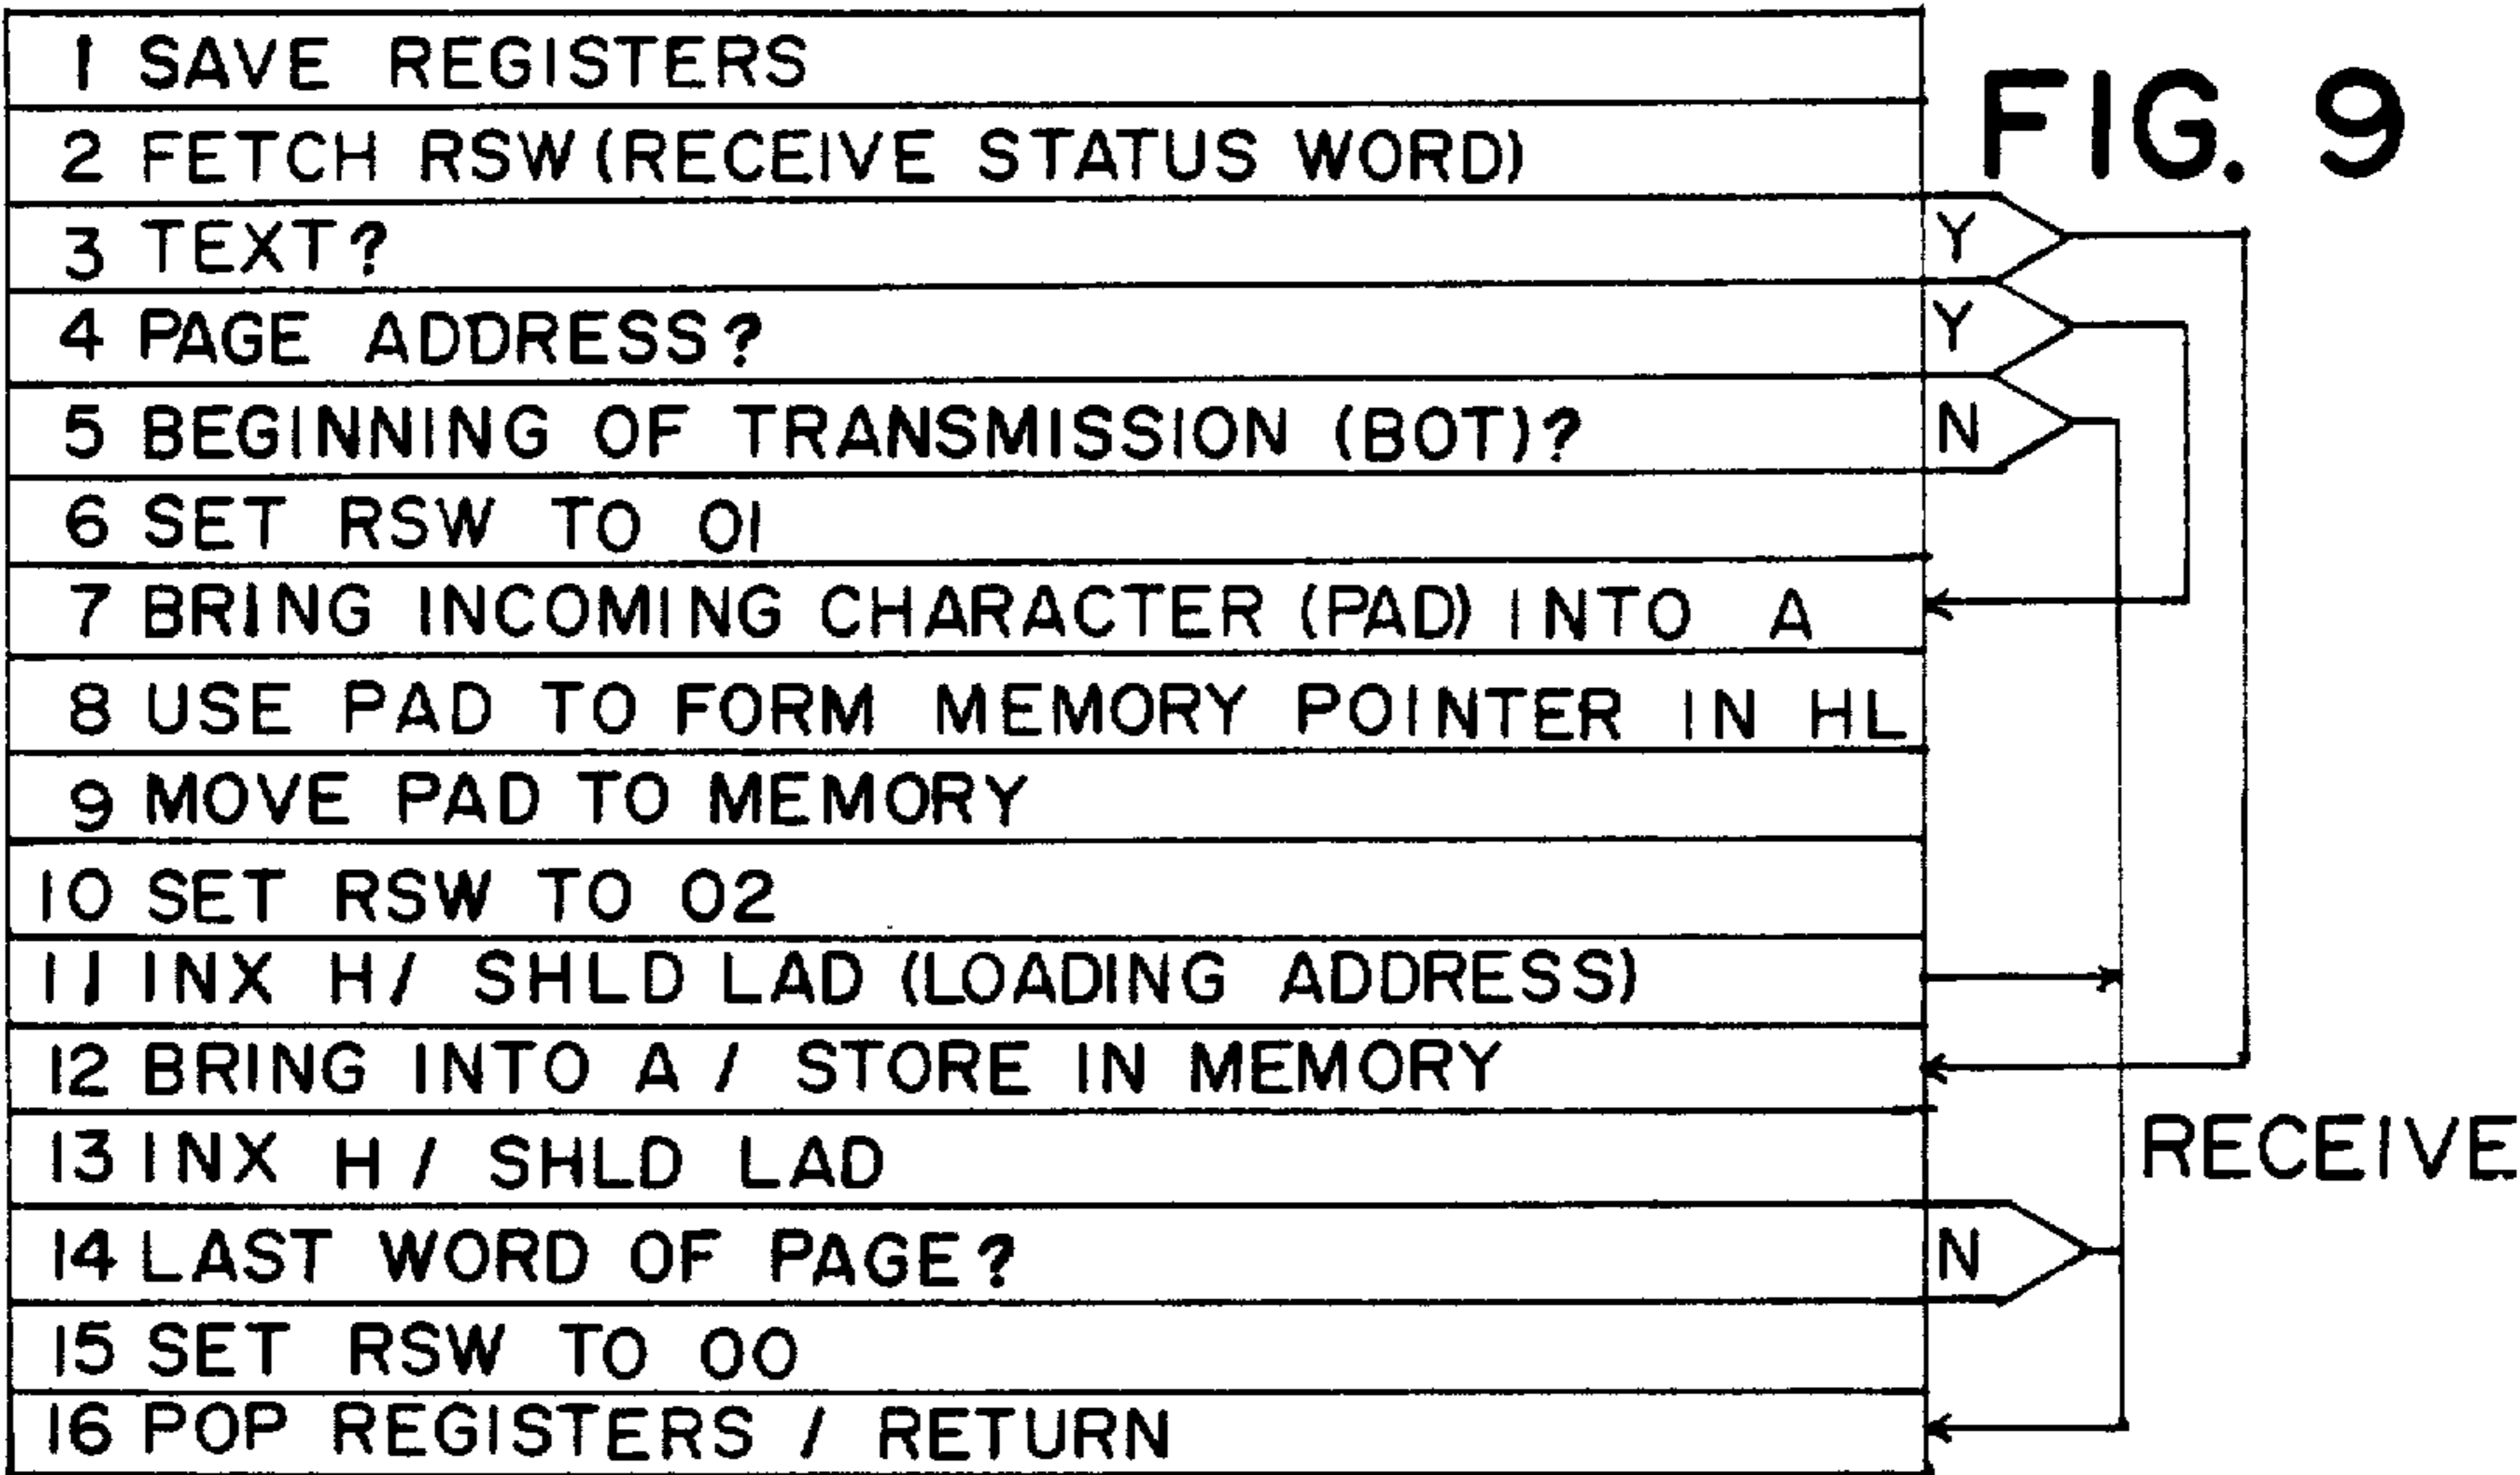 1 SAVE REGISTERS
FIG. 9
2 FETCH RSW (RECEIVE STATUS WORD)
3 TEXT? Y
4 PAGE ADDRESS? Y
5 BEGINNING OF TRANSMISSION (BOT)? N
6 SET RSW TO 01
7 BRING INCOMING CHARACTER (PAD) INTO A
8 USE PAD TO FORM MEMORY POINTER IN HL
9 MOVE PAD TO MEMORY
10 SET RSW TO 02
11 INX H/ SHLD LAD (LOADING ADDRESS)
12 BRING INTO A / STORE IN MEMORY
13 INX H / SHLD LAD
RECEIVE
14 LAST WORD OF PAGE? N
15 SET RSW TO 00
16 POP REGISTERS / RETURN